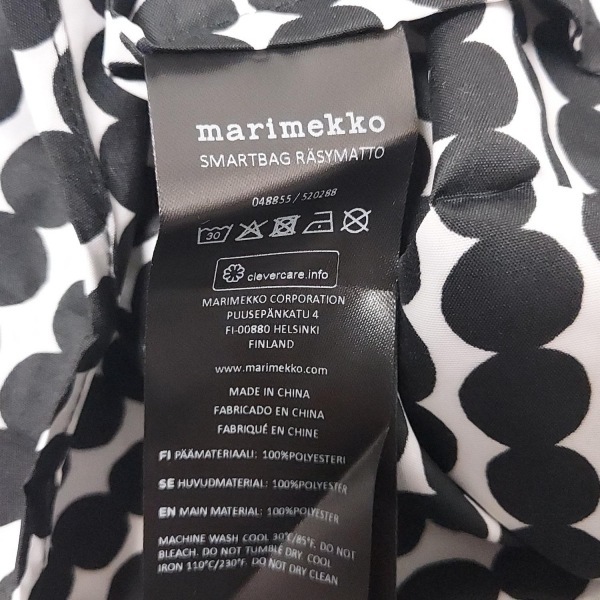 marimekko
SMARTBAG RÄSYMATTO
048855 / 520288
30
clevercare.info
MARIMEKKO CORPORATION
PUUSEPÄNKATU 4
FI-00880 HELSINKI
FINLAND
www.marimekko.com
MADE IN CHINA
FABRICADO EN CHINA
FABRIQUÉ EN CHINE
FI PÄÄMATERIAALI: 100%POLYESTERI
SE HUVUDMATERIAL: 100%POLYESTER
EN MAIN MATERIAL: 100%POLYESTER
MACHINE WASH COOL 30°C/85°F. DO NOT
BLEACH. DO NOT TUMBLE DRY. COOL
IRON 110°C/230°F. DO NOT DRY CLEAN